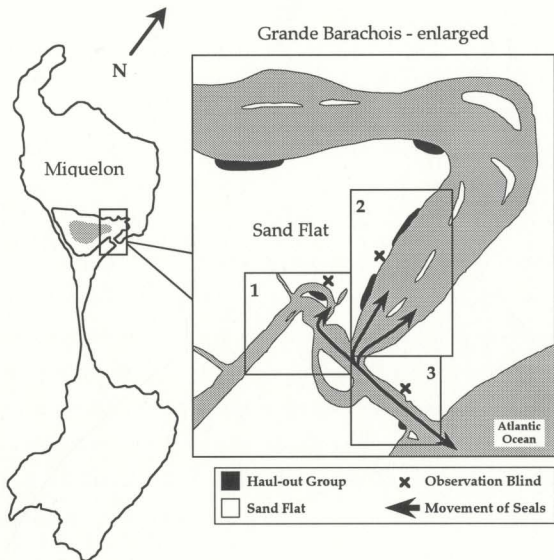 Grande Barachois - enlarged
N
Miquelon
2
Sand Flat
1
3
Atlantic
Ocean
Haul-out Group
Observation Blind
Sand Flat
Movement of Seals